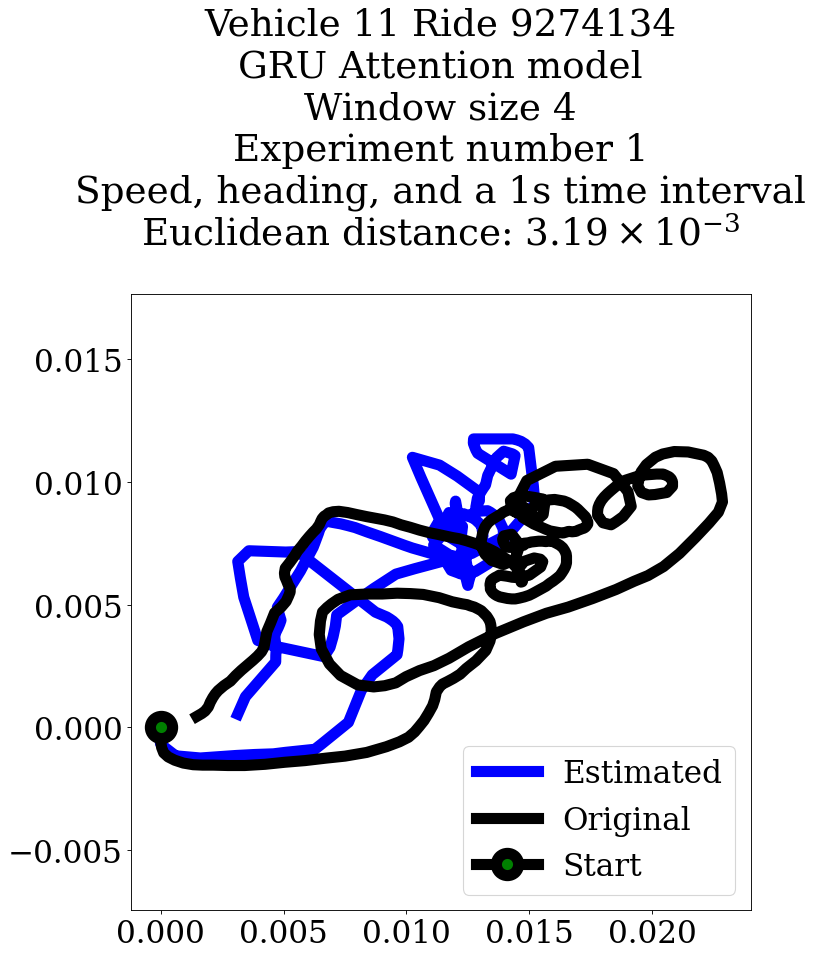 Vehicle 11 Ride 9274134
GRU Attention model
Window size 4
Experiment number 1
Speed, heading, and a 1s time interval
Euclidean distance: 3.19 × 10⁻³
0.015
0.010
0.005
0.000
−0.005
0.000 0.005 0.010 0.015 0.020
Estimated
Original
Start